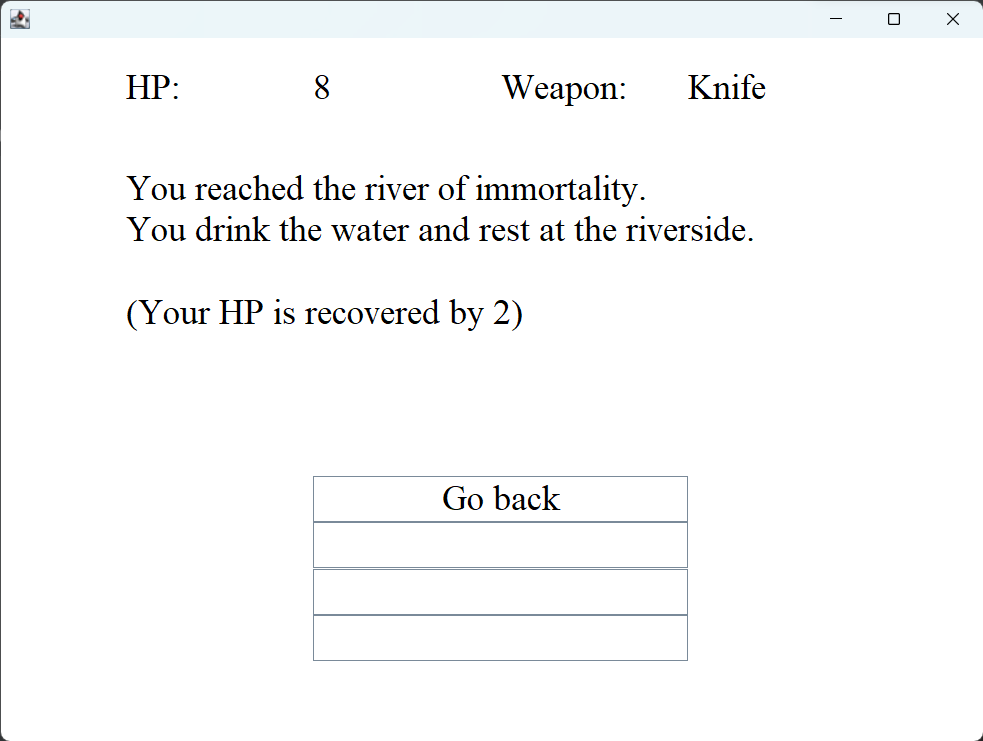 HP: 8 Weapon: Knife
You reached the river of immortality.
You drink the water and rest at the riverside.
(Your HP is recovered by 2)
Go back